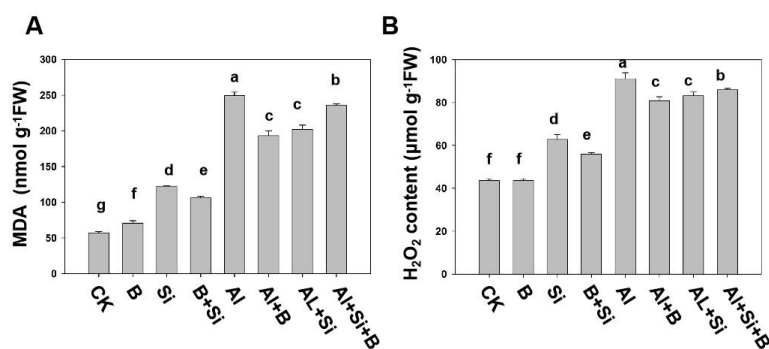 A
MDA (nmol g⁻¹FW)
300
250
200
150
100
50
0
g
f
d
e
a
c
c
b
CK
B
Si
B+Si
Al
Al+B
AL+Si
Al+Si+B
B
H₂O₂ content (μmol g⁻¹FW)
100
80
60
40
20
0
f
f
d
e
a
c
c
b
CK
B
Si
B+Si
Al
Al+B
AL+Si
Al+Si+B